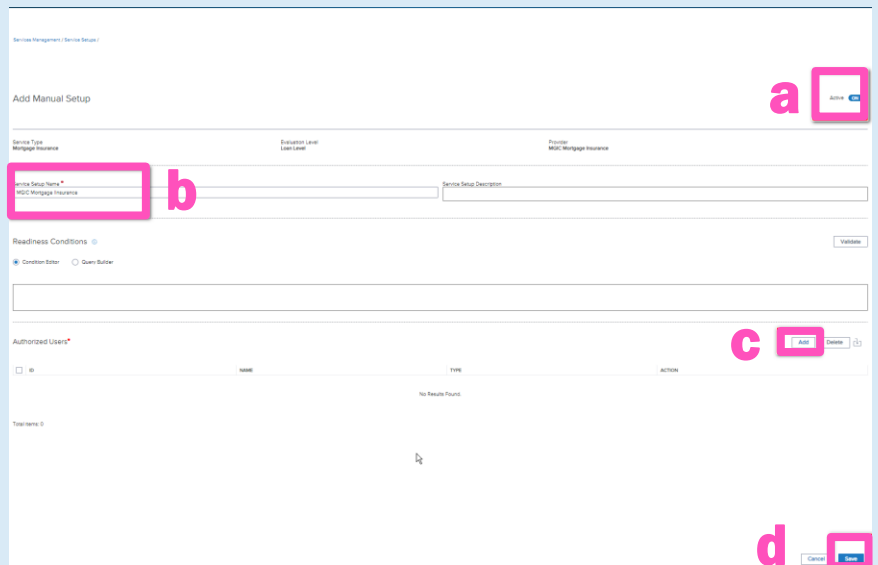 Services Management / Service Setups /
a
Add Manual Setup
Active ON
Service Type
Evaluation Level
Provider
Mortgage Insurance
Loan Level
MGIC Mortgage Insurance
b
Service Setup Name *
Service Setup Description
MGIC Mortgage Insurance
Readiness Conditions
Validate
Condition Editor Query Builder
c
Authorized Users*
Add Delete
ID NAME TYPE ACTION
No Results Found.
Total Items: 0
d
Cancel Save